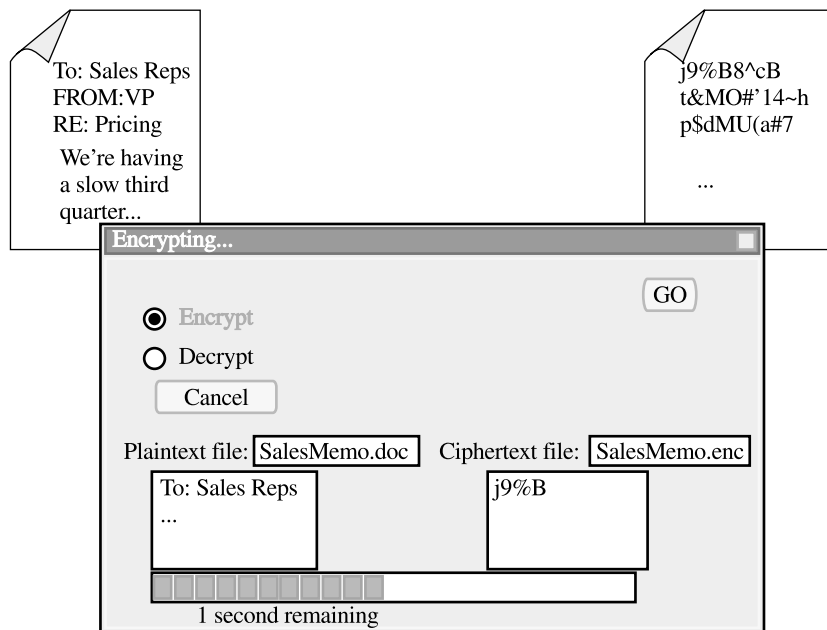 To: Sales Reps
FROM:VP
RE: Pricing
We're having
a slow third
quarter...
j9%B8^cB
t&MO#'14~h
p$dMU(a#7
...
Encrypting...
GO
Encrypt
Decrypt
Cancel
Plaintext file: SalesMemo.doc
Ciphertext file: SalesMemo.enc
To: Sales Reps
...
j9%B
1 second remaining